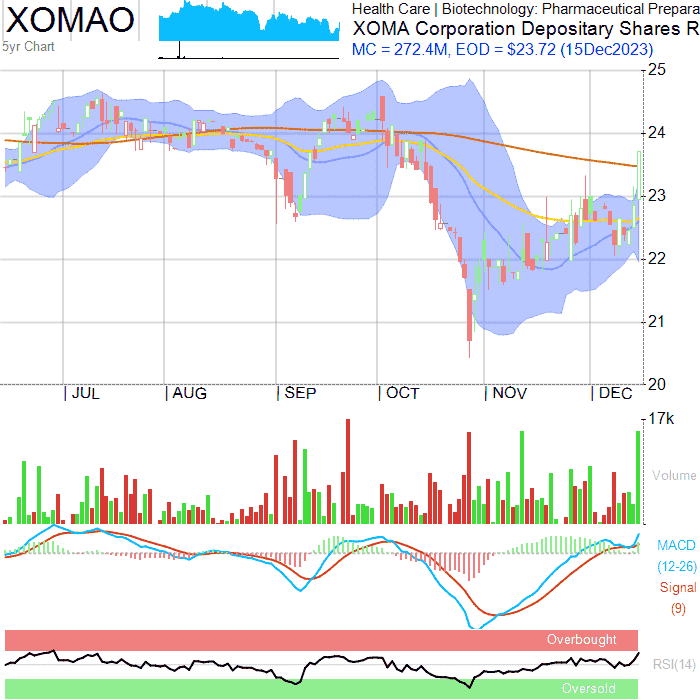 XOMAO
5yr Chart
Health Care | Biotechnology: Pharmaceutical Prepara
XOMA Corporation Depositary Shares R
MC = 272.4M, EOD = $23.72 (15Dec2023)
25
24
23
22
21
20
JUL AUG SEP OCT NOV DEC
17k
Volume
MACD
(12-26)
Signal
(9)
Overbought
RSI(14)
Oversold